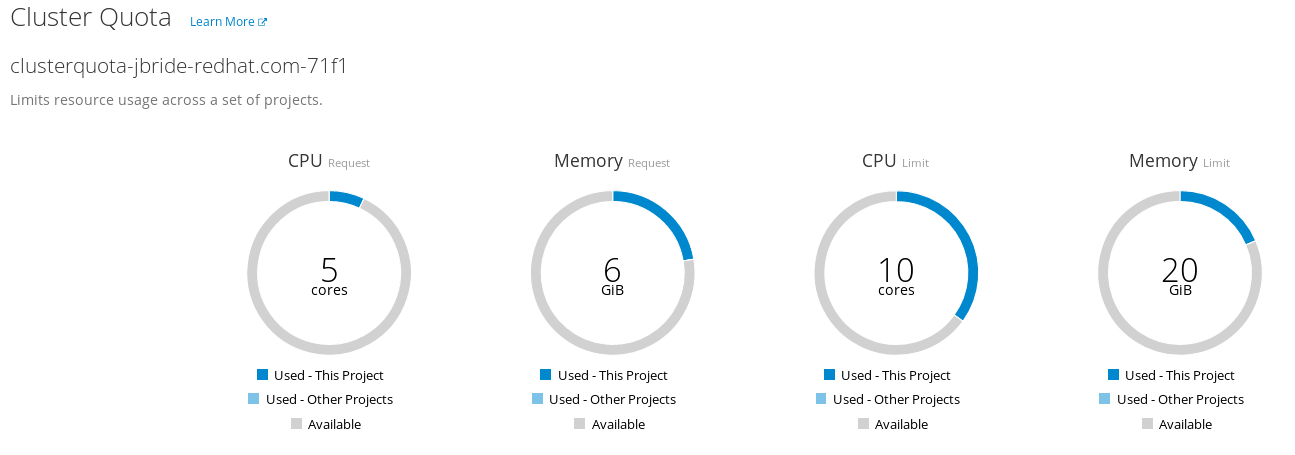 Cluster Quota Learn More
clusterquota-jbride-redhat.com-71f1
Limits resource usage across a set of projects.
CPU Request
5
cores
Used - This Project
Used - Other Projects
Available
Memory Request
6
GiB
Used - This Project
Used - Other Projects
Available
CPU Limit
10
cores
Used - This Project
Used - Other Projects
Available
Memory Limit
20
GiB
Used - This Project
Used - Other Projects
Available